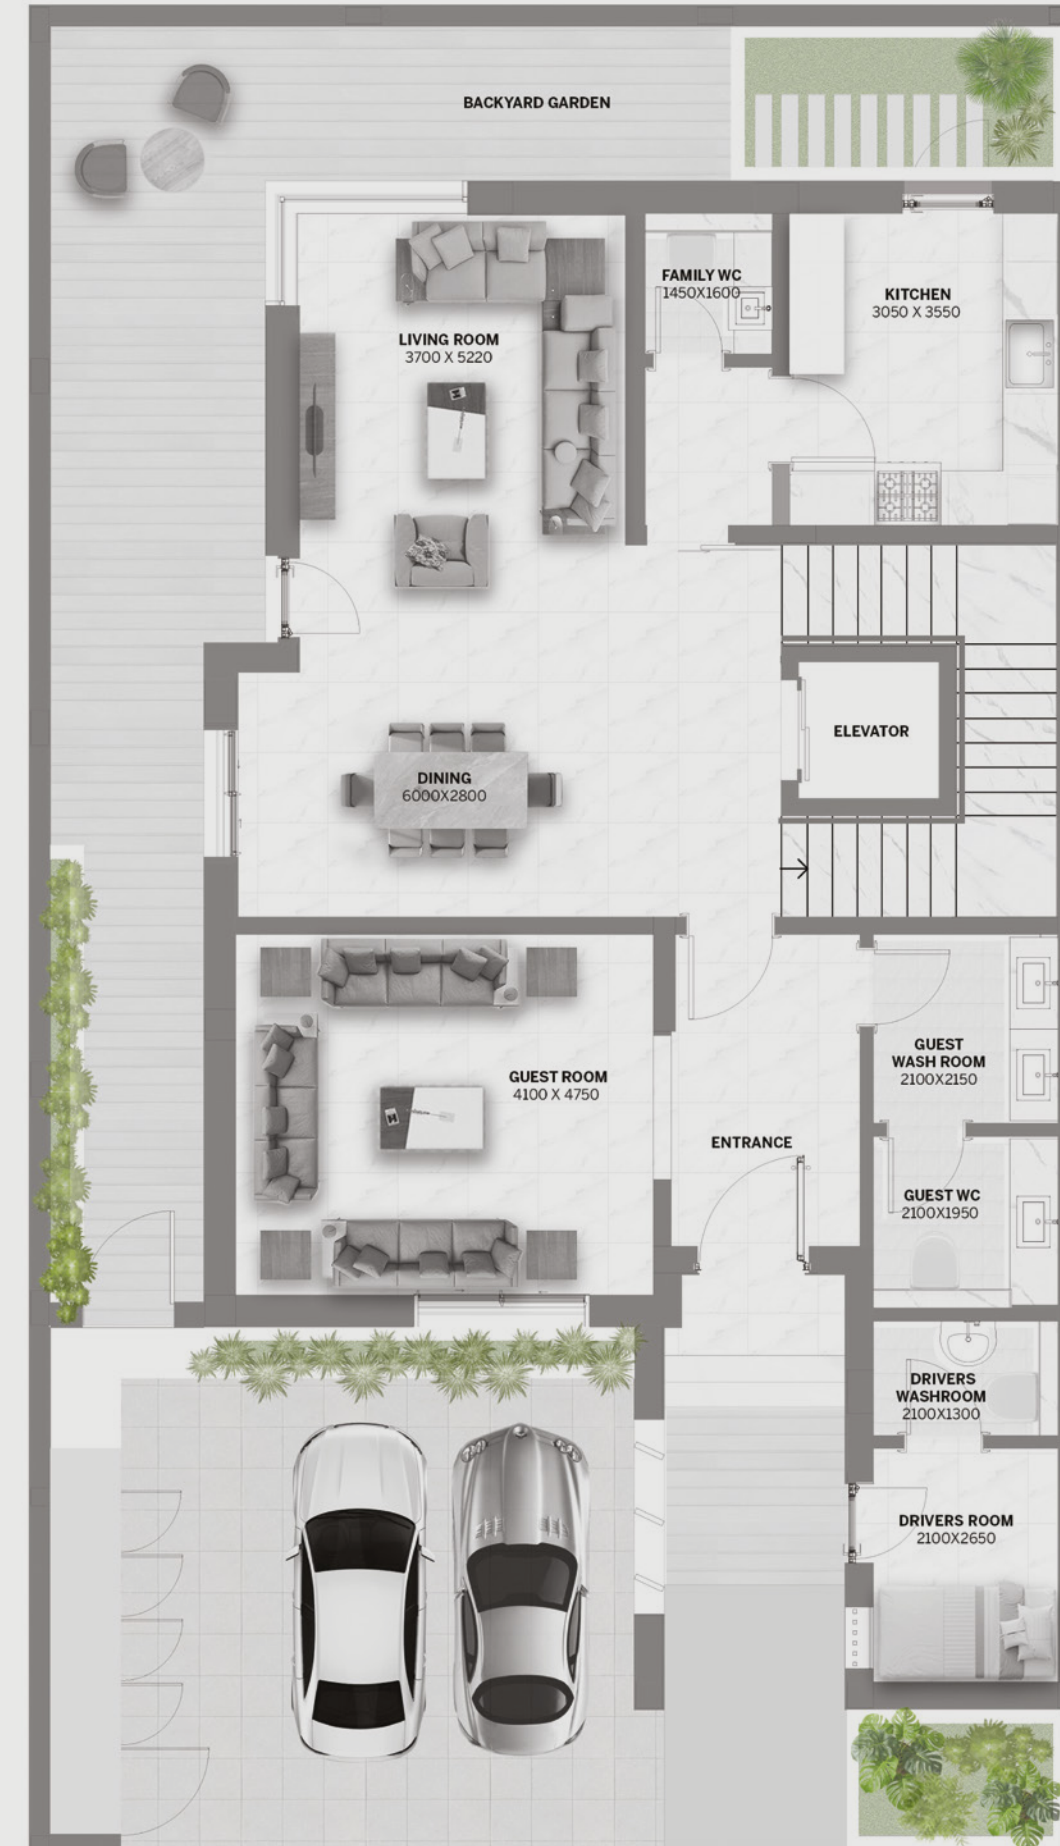 BACKYARD GARDEN
FAMILY WC
1450X1600
KITCHEN
3050 X 3550
LIVING ROOM
3700 X 5220
ELEVATOR
DINING
6000X2800
GUEST
WASH ROOM
2100X2150
GUEST ROOM
4100 X 4750
ENTRANCE
GUEST WC
2100X1950
DRIVERS
WASHROOM
2100X1300
DRIVERS ROOM
2100X2650